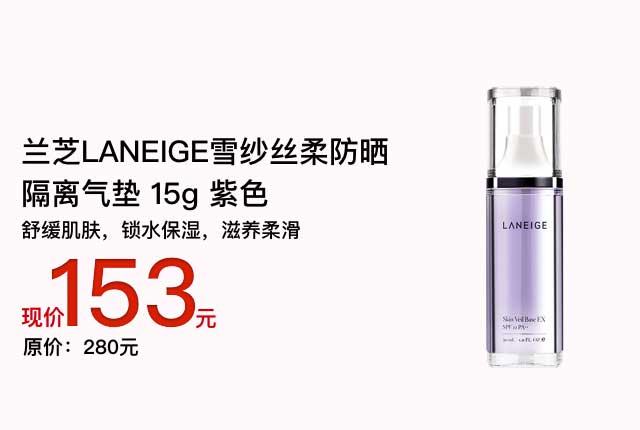 兰芝LANEIGE雪纱丝柔防晒
隔离气垫 15g 紫色
舒缓肌肤，锁水保湿，滋养柔滑
现价153元
原价：280元
LANEIGE
Skin Veil Base EX